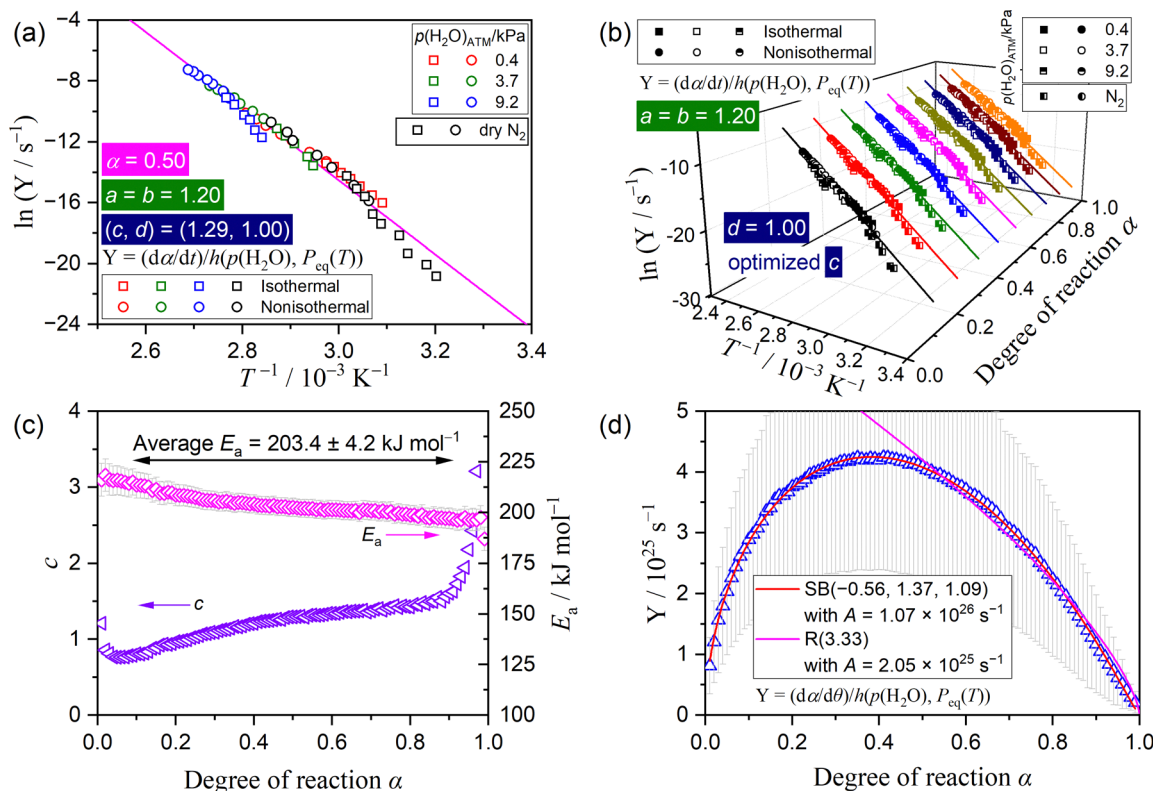 (a)
p(H2O)ATM/kPa
0.4
3.7
9.2
dry N2
α = 0.50
a = b = 1.20
(c, d) = (1.29, 1.00)
Y = (dα/dt)/h(p(H2O), Peq(T))
Isothermal
Nonisothermal
ln (Y / s−1)
−4
−8
−12
−16
−20
−24
2.6 2.8 3.0 3.2 3.4
T −1 / 10−3 K−1
(b)
Isothermal
Nonisothermal
Y = (dα/dt)/h(p(H2O), Peq(T))
p(H2O)ATM/kPa
0.4
3.7
9.2
N2
a = b = 1.20
d = 1.00
optimized c
ln (Y / s−1)
-5
-10
-15
-20
-25
-30
2.4 2.6 2.8 3.0 3.2 3.4
T −1 / 10−3 K−1
0.0 0.2 0.4 0.6 0.8 1.0
Degree of reaction α
(c)
Average Ea = 203.4 ± 4.2 kJ mol−1
Ea
c
c
4
3
2
1
0
Ea / kJ mol−1
250
225
200
175
150
125
100
0.0 0.2 0.4 0.6 0.8 1.0
Degree of reaction α
(d)
SB(−0.56, 1.37, 1.09)
with A = 1.07 × 1026 s−1
R(3.33)
with A = 2.05 × 1025 s−1
Y = (dα/dθ)/h(p(H2O), Peq(T))
Y / 1025 s−1
5
4
3
2
1
0
0.0 0.2 0.4 0.6 0.8 1.0
Degree of reaction α